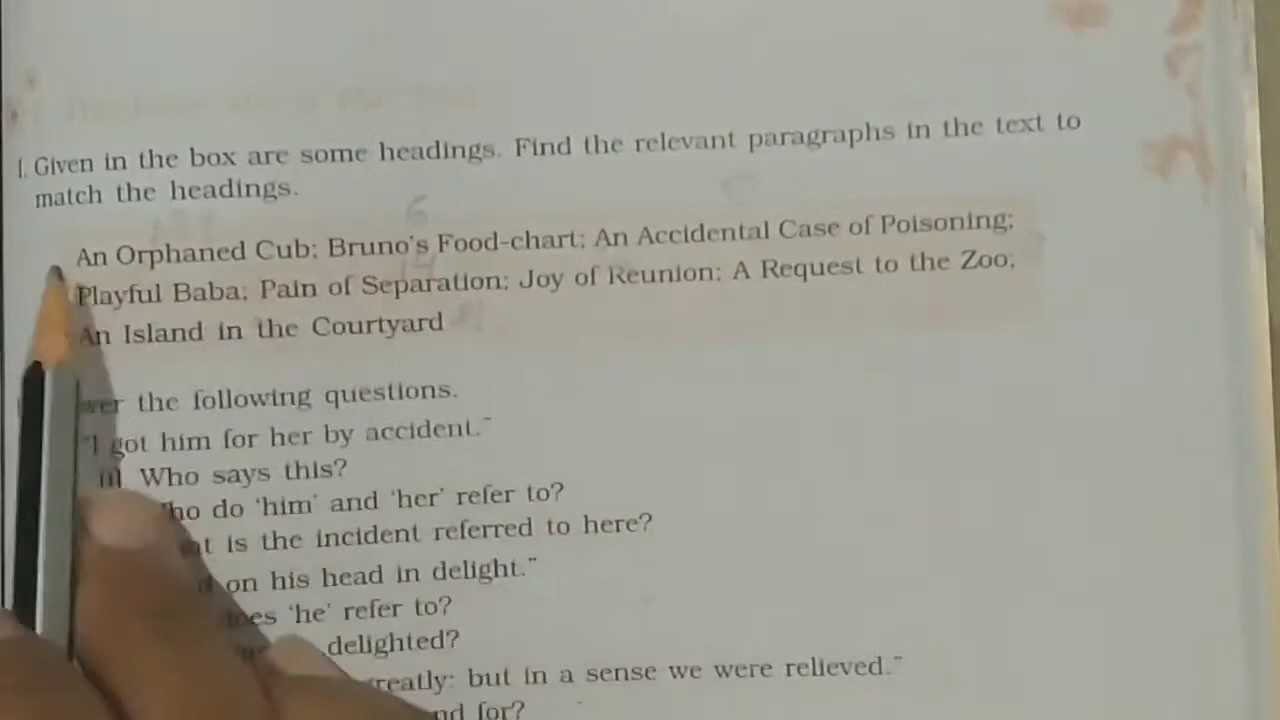 I. Given in the box are some headings. Find the relevant paragraphs in the text to
match the headings.
6
An Orphaned Cub; Bruno's Food-chart; An Accidental Case of Poisoning;
14
Playful Baba; Pain of Separation; Joy of Reunion; A Request to the Zoo;
An Island in the Courtyard
the following questions.
"I got him for her by accident."
Who says this?
do 'him' and 'her' refer to?
is the incident referred to here?
on his head in delight."
'he' refer to?
delighted?
but in a sense we were relieved."
for?